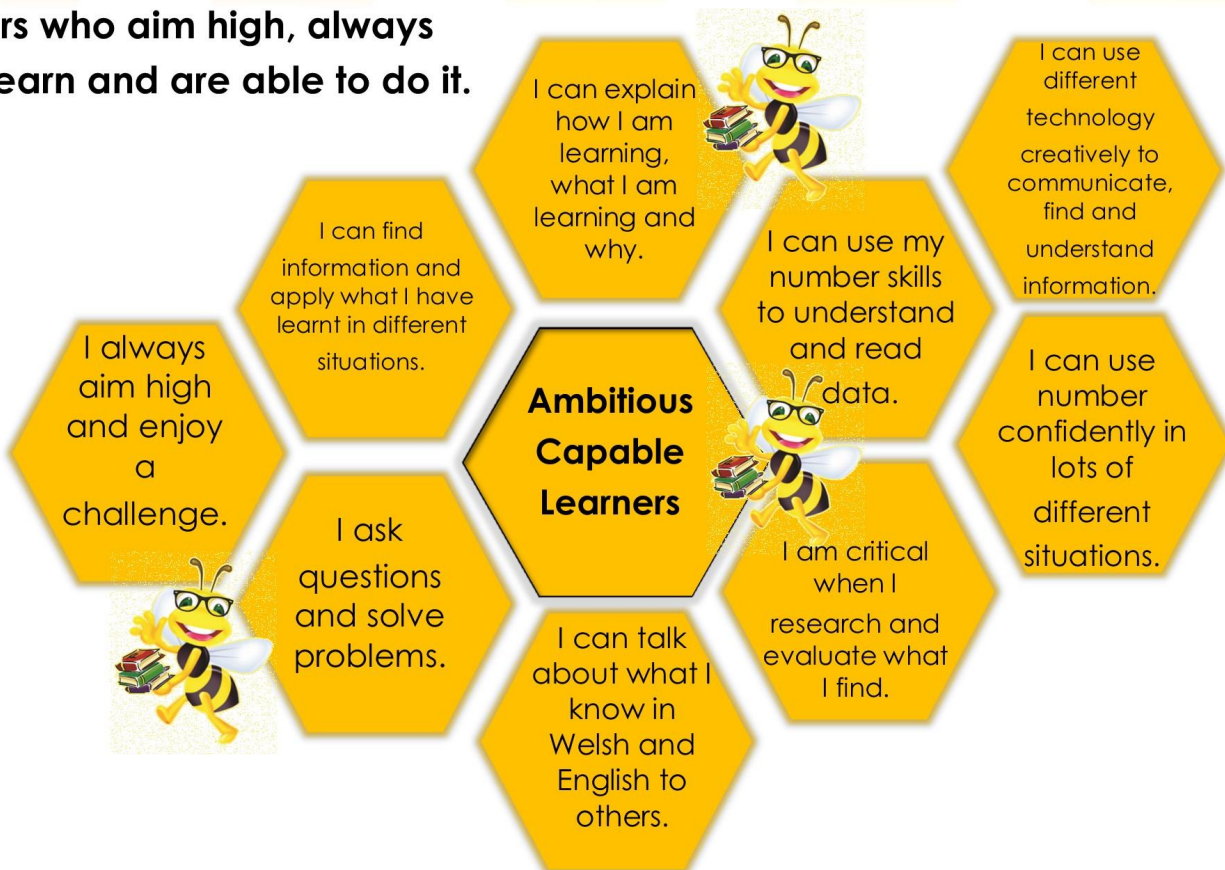 rs who aim high, always
earn and are able to do it.
I can explain
how I am
learning,
what I am
learning and
why.
I can use
different
technology
creatively to
communicate,
find and
understand
information.
I can find
information and
apply what I have
learnt in different
situations.
I can use my
number skills
to understand
and read
data.
I always
aim high
and enjoy
a
challenge.
Ambitious
Capable
Learners
I can use
number
confidently in
lots of
different
situations.
I ask
questions
and solve
problems.
I am critical
when I
research and
evaluate what
I find.
I can talk
about what I
know in
Welsh and
English to
others.